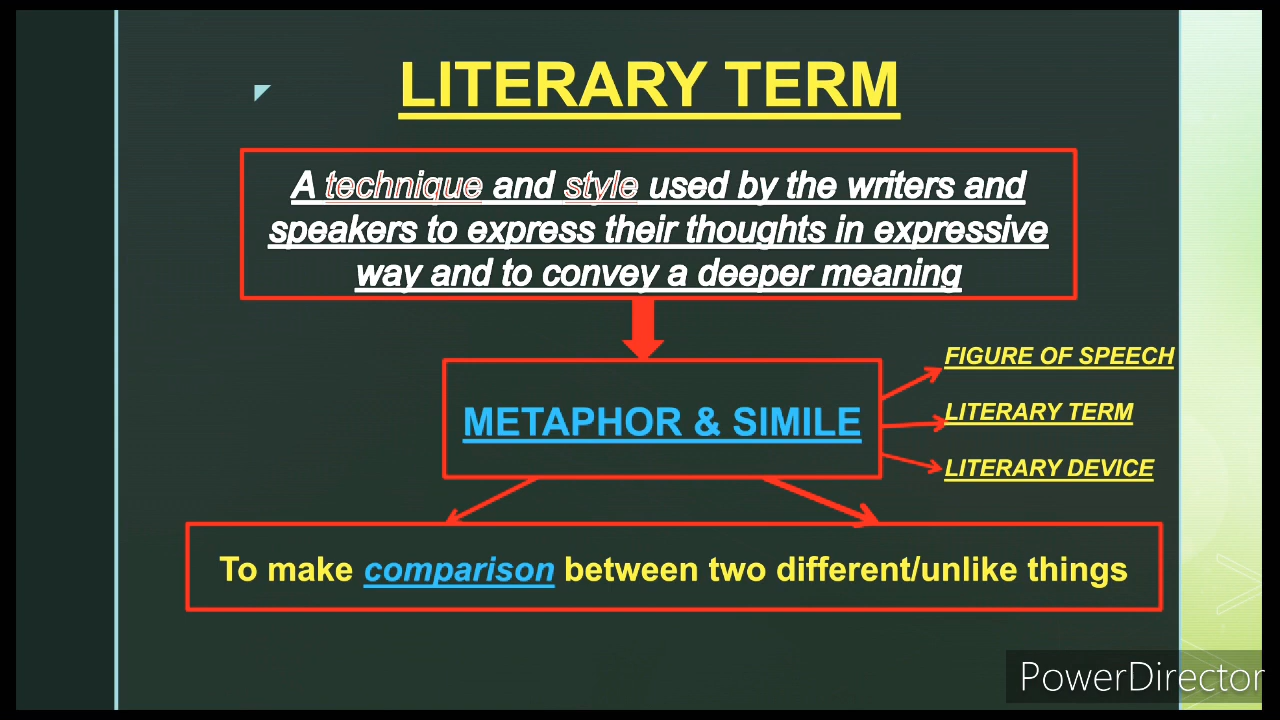 LITERARY TERM
A technique and style used by the writers and
speakers to express their thoughts in expressive
way and to convey a deeper meaning
METAPHOR & SIMILE
FIGURE OF SPEECH
LITERARY TERM
LITERARY DEVICE
To make comparison between two different/unlike things
PowerDirector